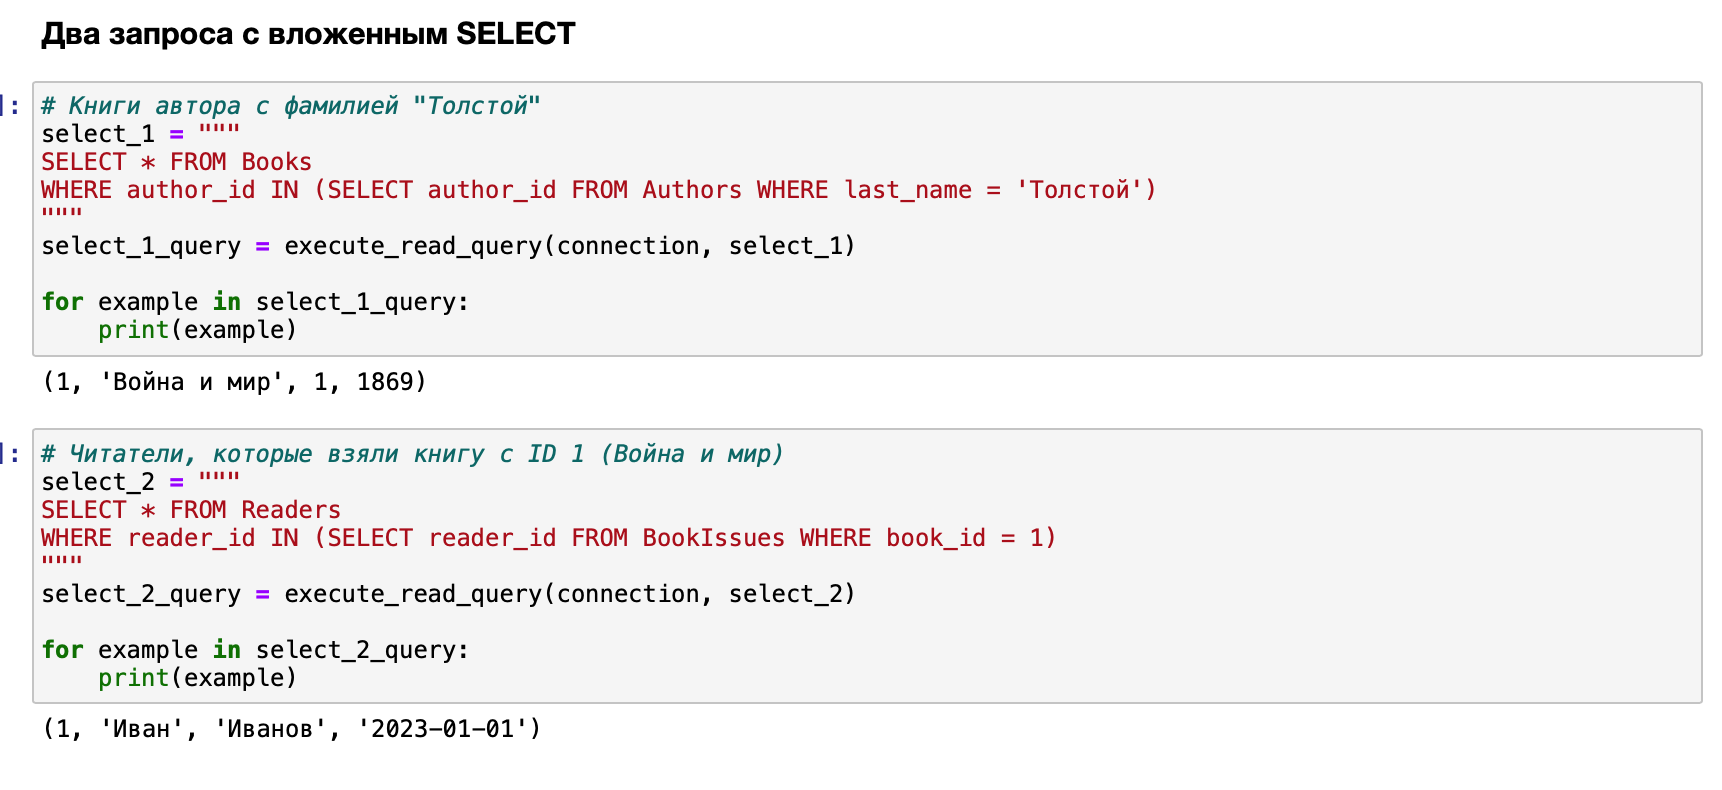 Два запроса с вложенным SELECT
]:
# Книги автора с фамилией "Толстой"
select_1 = """
SELECT * FROM Books
WHERE author_id IN (SELECT author_id FROM Authors WHERE last_name = 'Толстой')
"""
select_1_query = execute_read_query(connection, select_1)
for example in select_1_query:
    print(example)
(1, 'Война и мир', 1, 1869)
]:
# Читатели, которые взяли книгу с ID 1 (Война и мир)
select_2 = """
SELECT * FROM Readers
WHERE reader_id IN (SELECT reader_id FROM BookIssues WHERE book_id = 1)
"""
select_2_query = execute_read_query(connection, select_2)
for example in select_2_query:
    print(example)
(1, 'Иван', 'Иванов', '2023-01-01')